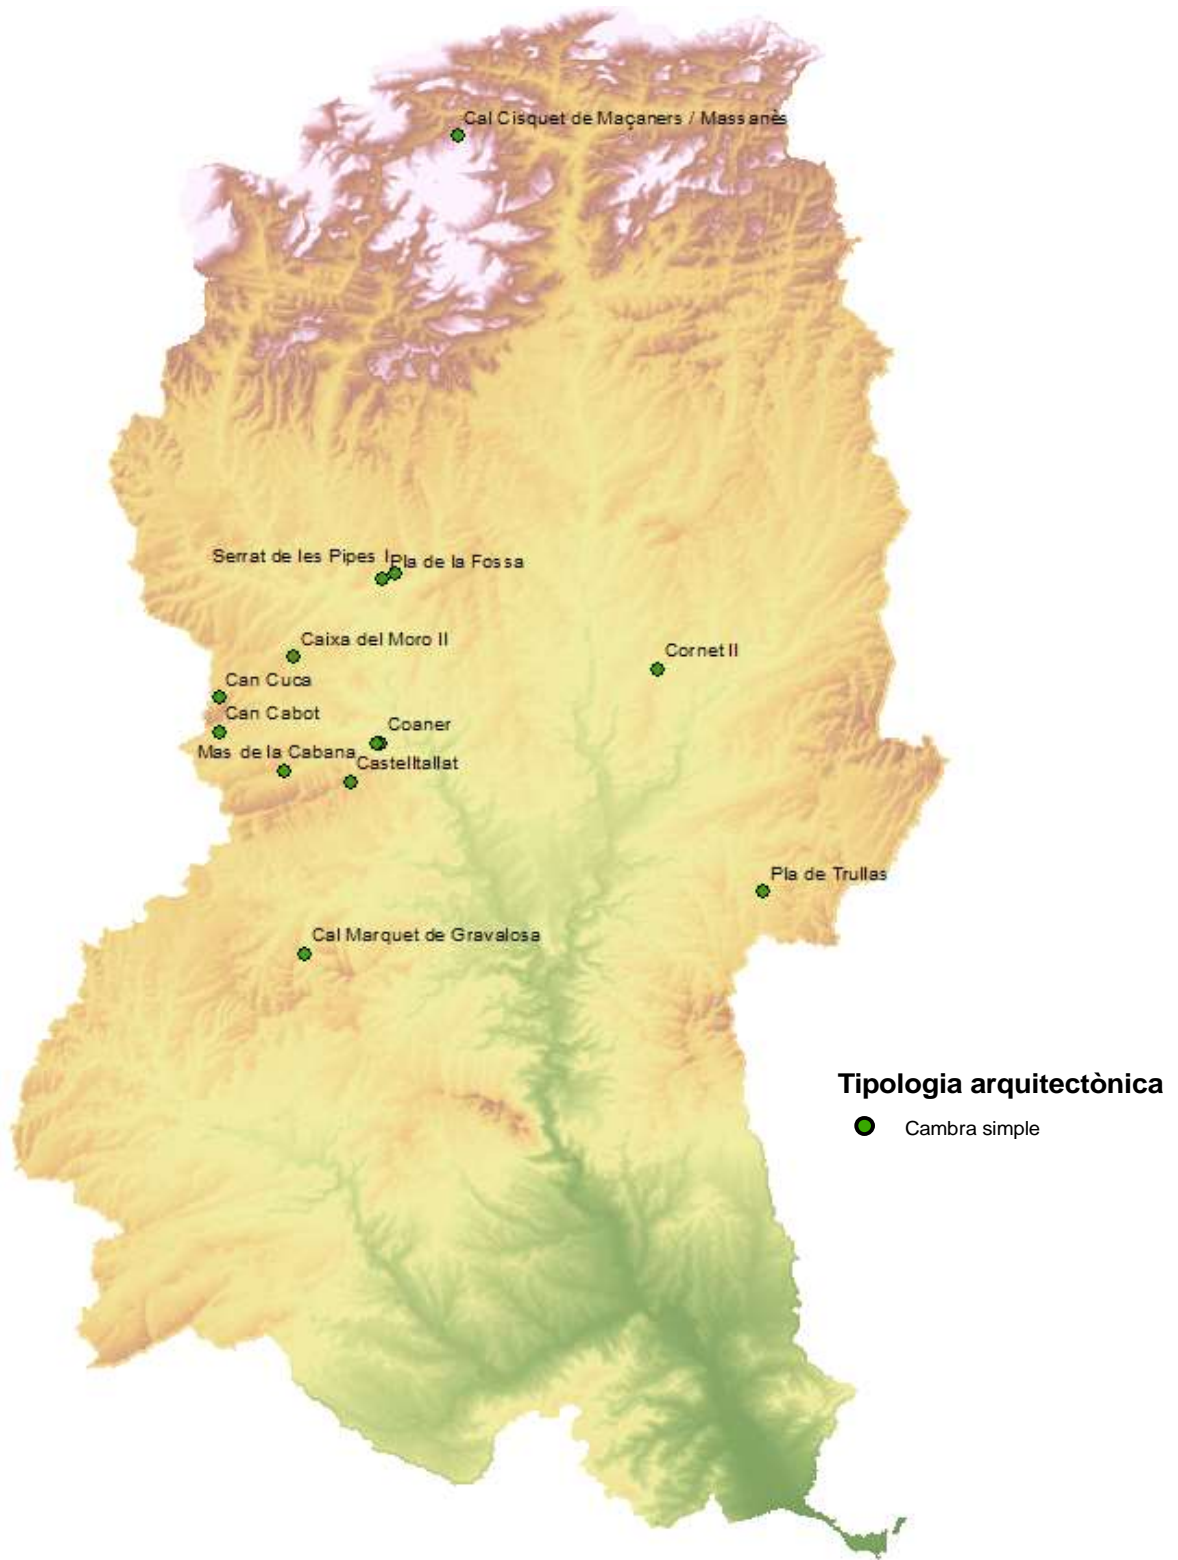 Cal Cisquet de Maçaners / Massanès
Serrat de les Pipes I
Pla de la Fossa
Caixa del Moro II
Cornet II
Can Cuca
Can Cabot
Coaner
Mas de la Cabana
Castelltallat
Pla de Trullas
Cal Marquet de Gravalosa
Tipologia arquitectònica
Cambra simple